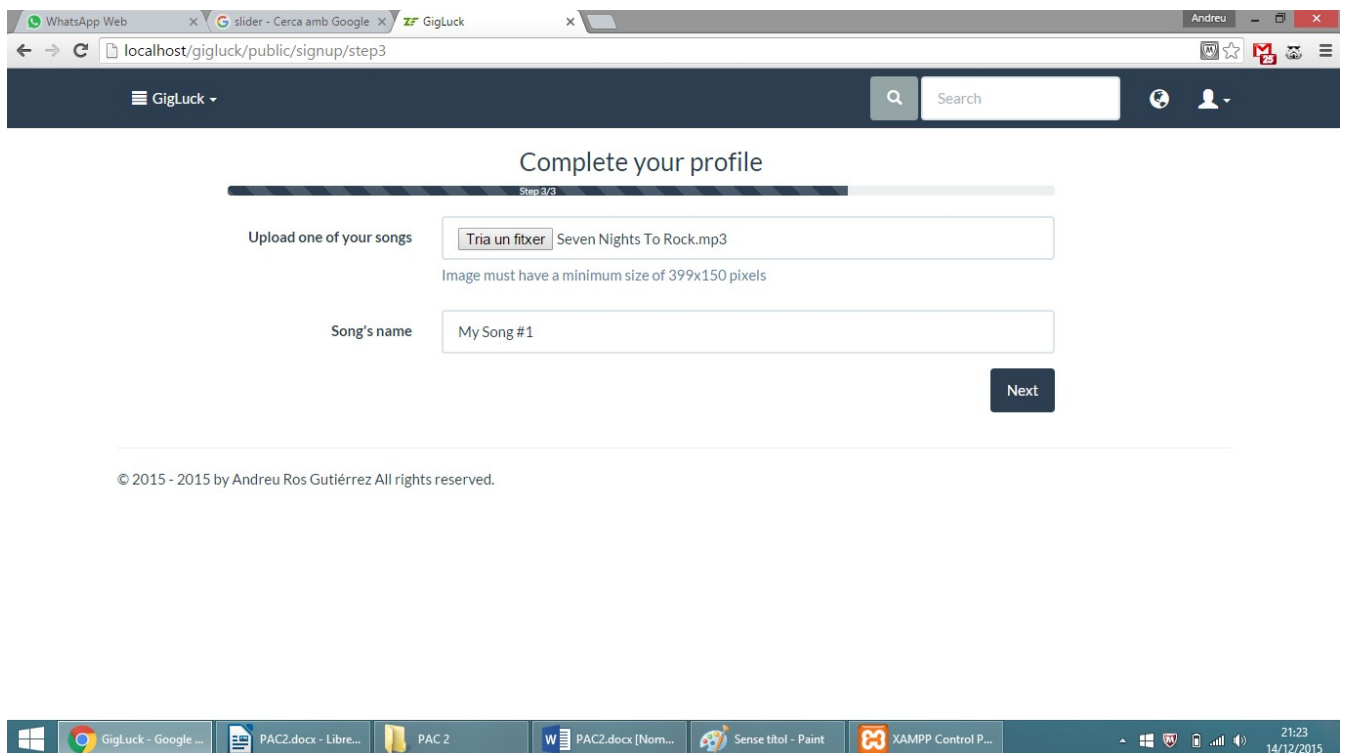 WhatsApp Web
slider - Cerca amb Google
ZF GigLuck
Andreu
localhost/gigluck/public/signup/step3
25
GigLuck
Search
Complete your profile
Step 3/3
Upload one of your songs
Tria un fitxer Seven Nights To Rock.mp3
Image must have a minimum size of 399x150 pixels
Song's name
My Song #1
Next
© 2015 - 2015 by Andreu Ros Gutiérrez All rights reserved.
GigLuck - Google ...
PAC2.docx - Libre...
PAC 2
PAC2.docx [Nom...
Sense títol - Paint
XAMPP Control P...
21:23
14/12/2015